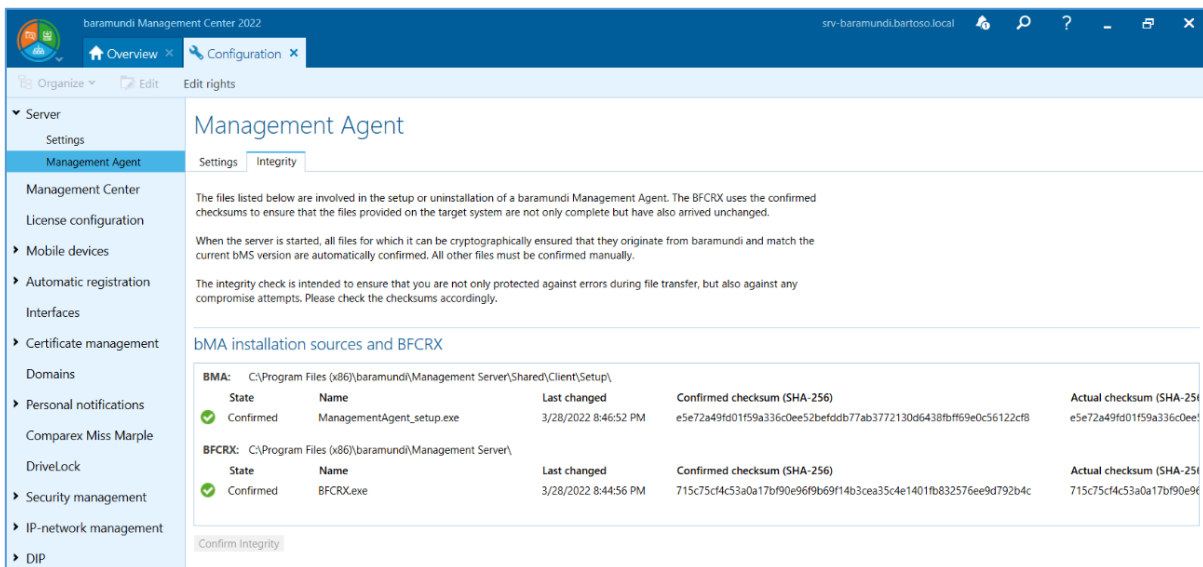 baramundi Management Center 2022
srv-baramundi.bartoso.local
Overview
Configuration
Organize
Edit
Edit rights
Server
Settings
Management Agent
Management Center
License configuration
Mobile devices
Automatic registration
Interfaces
Certificate management
Domains
Personal notifications
Comparex Miss Marple
DriveLock
Security management
IP-network management
DIP
Management Agent
Settings Integrity
The files listed below are involved in the setup or uninstallation of a baramundi Management Agent. The BFCRX uses the confirmed
checksums to ensure that the files provided on the target system are not only complete but have also arrived unchanged.
When the server is started, all files for which it can be cryptographically ensured that they originate from baramundi and match the
current bMS version are automatically confirmed. All other files must be confirmed manually.
The integrity check is intended to ensure that you are not only protected against errors during file transfer, but also against any
compromise attempts. Please check the checksums accordingly.
bMA installation sources and BFCRX
BMA: C:\Program Files (x86)\baramundi\Management Server\Shared\Client\Setup\
State Name Last changed Confirmed checksum (SHA-256) Actual checksum (SHA-256
Confirmed ManagementAgent_setup.exe 3/28/2022 8:46:52 PM e5e72a49fd01f59a336c0ee52befddb77ab3772130d6438fbff69e0c56122cf8 e5e72a49fd01f59a336c0ee5
BFCRX: C:\Program Files (x86)\baramundi\Management Server\
State Name Last changed Confirmed checksum (SHA-256) Actual checksum (SHA-256
Confirmed BFCRX.exe 3/28/2022 8:44:56 PM 715c75cf4c53a0a17bf90e96f9b69f14b3cea35c4e1401fb832576ee9d792b4c 715c75cf4c53a0a17bf90e96
Confirm Integrity